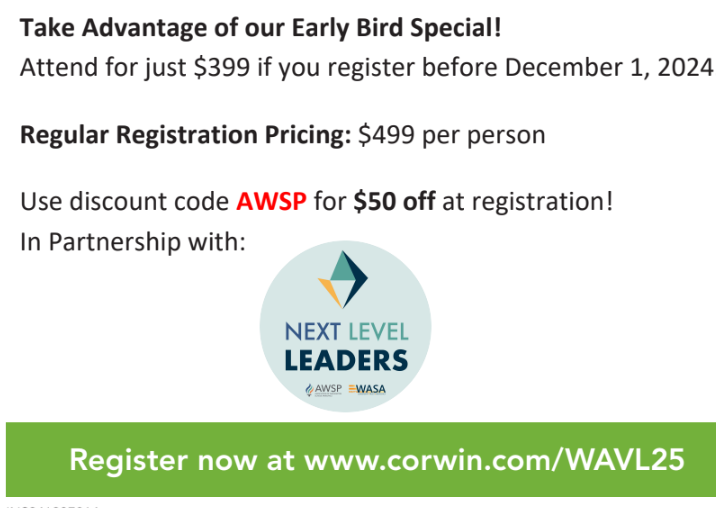 Take Advantage of our Early Bird Special!
Attend for just $399 if you register before December 1, 2024
Regular Registration Pricing: $499 per person
Use discount code AWSP for $50 off at registration!
In Partnership with:
NEXT LEVEL
LEADERS
AWSP WASA
Register now at www.corwin.com/WAVL25